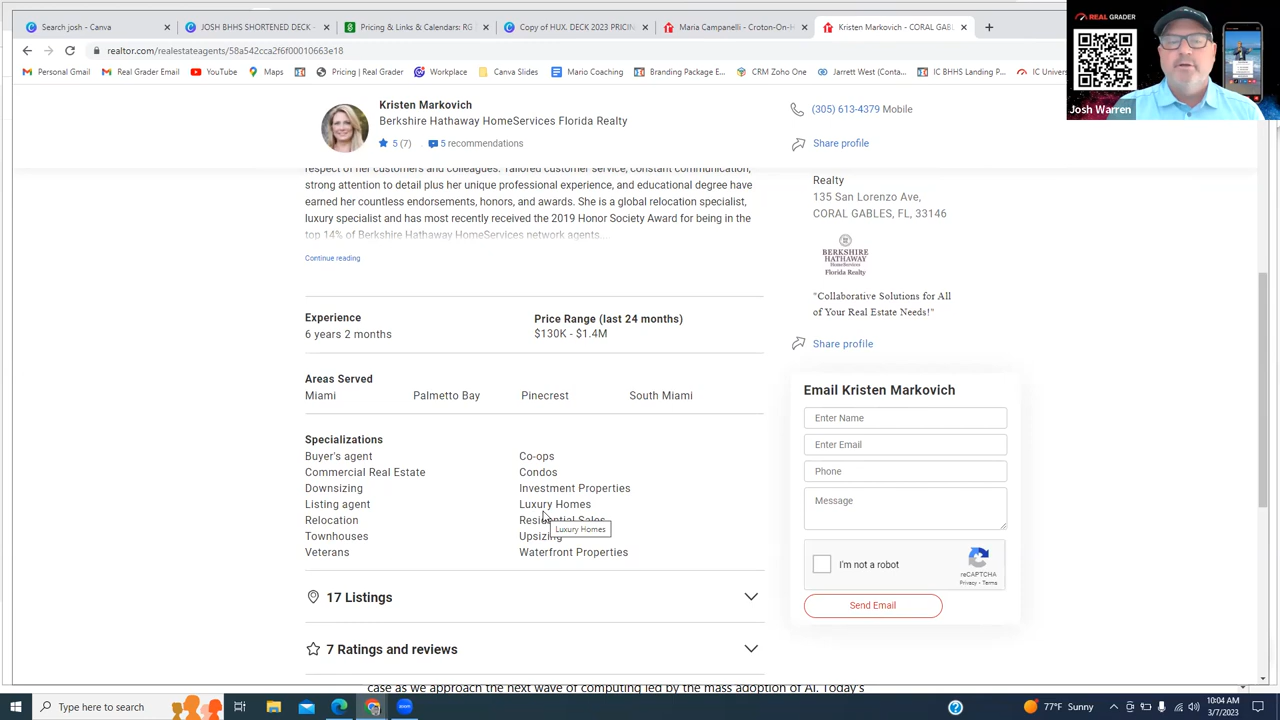 Search josh - Canva
JOSH BHHS SHORTENED DECK -
Calendars: RG
Copy of HUX. DECK 2023 PRICIN
Maria Campanelli - Croton-On-H
Kristen Markovich - CORAL GABL
realtor.com/realestateagents/58a542cca2f6f00010663e18
Personal Gmail
Real Grader Email
YouTube
Maps
Pricing | Real Grader
Workplace
Canva Slide
Mario Coaching
Branding Package E...
CRM Zoho One
Jarrett West (Conta...
IC BHHS Landing P...
IC Univers
REAL GRADER
Josh Warren
Kristen Markovich
Berkshire Hathaway HomeServices Florida Realty
5 (7)
5 recommendations
(305) 613-4379 Mobile
Share profile
respect of her customers and colleagues. Tailored customer service, constant communication,
strong attention to detail plus her unique professional experience, and educational degree have
earned her countless endorsements, honors, and awards. She is a global relocation specialist,
luxury specialist and has most recently received the 2019 Honor Society Award for being in the
top 14% of Berkshire Hathaway HomeServices network agents....
Continue reading
Realty
135 San Lorenzo Ave,
CORAL GABLES, FL, 33146
BERKSHIRE
HATHAWAY
HomeServices
Florida Realty
"Collaborative Solutions for All
of Your Real Estate Needs!"
Share profile
Experience
6 years 2 months
Price Range (last 24 months)
$130K - $1.4M
Areas Served
Miami
Palmetto Bay
Pinecrest
South Miami
Specializations
Buyer's agent
Co-ops
Commercial Real Estate
Condos
Downsizing
Investment Properties
Listing agent
Luxury Homes
Relocation
Residential Sales
Luxury Homes
Townhouses
Upsizing
Veterans
Waterfront Properties
17 Listings
7 Ratings and reviews
Email Kristen Markovich
Enter Name
Enter Email
Phone
Message
I'm not a robot
reCAPTCHA
Privacy - Terms
Send Email
case as we approach the next wave of computing led by the mass adoption of AI. Today's
Type here to search
77°F Sunny
10:04 AM
3/7/2023